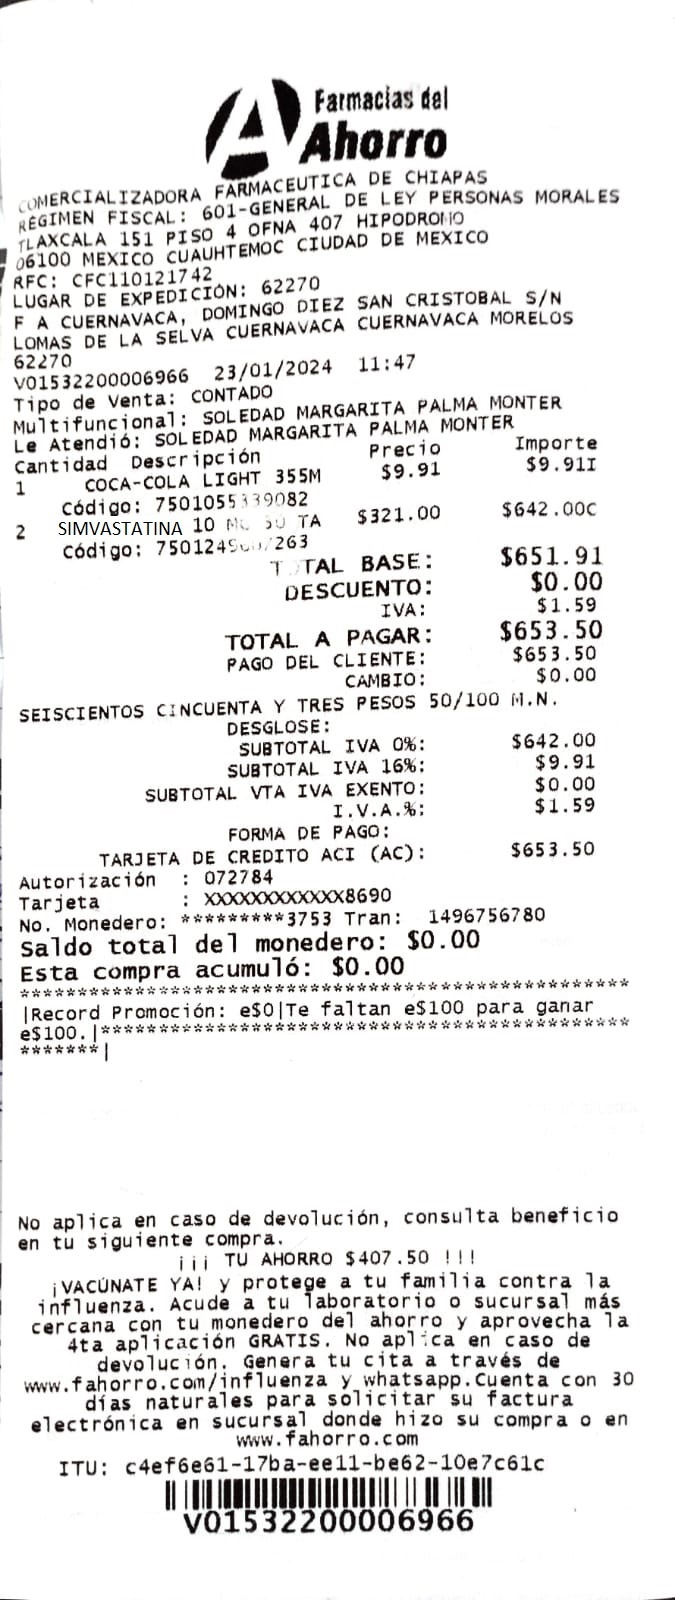 Farmacias del
Ahorro
COMERCIALIZADORA FARMACEUTICA DE CHIAPAS
REGIMEN FISCAL: 601-GENERAL DE LEY PERSONAS MORALES
TLAXCALA 151 PISO 4 OFNA 407 HIPODROMO
06100 MEXICO CUAUHTEMOC CIUDAD DE MEXICO
RFC: CFC110121742
LUGAR DE EXPEDICIÓN: 62270
F A CUERNAVACA, DOMINGO DIEZ SAN CRISTOBAL S/N
LOMAS DE LA SELVA CUERNAVACA CUERNAVACA MORELOS
62270
V01532200006966 23/01/2024 11:47
Tipo de Venta: CONTADO
Multifuncional: SOLEDAD MARGARITA PALMA MONTER
Le Atendió: SOLEDAD MARGARITA PALMA MONTER
Cantidad Descripción Precio Importe
1 COCA-COLA LIGHT 355M $9.91 $9.91I
Código: 7501055339082
2 SIMVASTATINA 10 TA $321.00 $642.00C
Código:
TOTAL BASE: $651.91
DESCUENTO: $0.00
IVA: $1.59
TOTAL A PAGAR: $653.50
PAGO DEL CLIENTE: $653.50
CAMBIO: $0.00
SEISCIENTOS CINCUENTA Y TRES PESOS 50/100 M.N.
DESGLOSE:
SUBTOTAL IVA 0%: $642.00
SUBTOTAL IVA 16%: $9.91
SUBTOTAL VTA IVA EXENTO: $0.00
I.V.A.%: $1.59
FORMA DE PAGO:
TARJETA DE CREDITO ACI (AC): $653.50
Autorización : 072784
Tarjeta : XXXXXXXXXXXX8690
No. Monedero: *********3753 Tran: 1496756780
Saldo total del monedero: $0.00
Esta compra acumuló: $0.00
****************************************************
|Record Promoción: e$0|Te faltan e$100 para ganar
e$100.|*********************************************
*******|
No aplica en caso de devolución, consulta beneficio
en tu siguiente compra.
¡¡¡ TU AHORRO $407.50 !!!
¡VACÚNATE YA! y protege a tu familia contra la
influenza. Acude a tu laboratorio o sucursal más
cercana con tu monedero del ahorro y aprovecha la
4ta aplicación GRATIS. No aplica en caso de
devolución. Genera tu cita a través de
www.fahorro.com/influenza y whatsapp.Cuenta con 30
días naturales para solicitar su factura
electrónica en sucursal donde hizo su compra o en
www.fahorro.com
ITU: c4ef6e61-17ba-ee11-be62-10e7c61c
V01532200006966